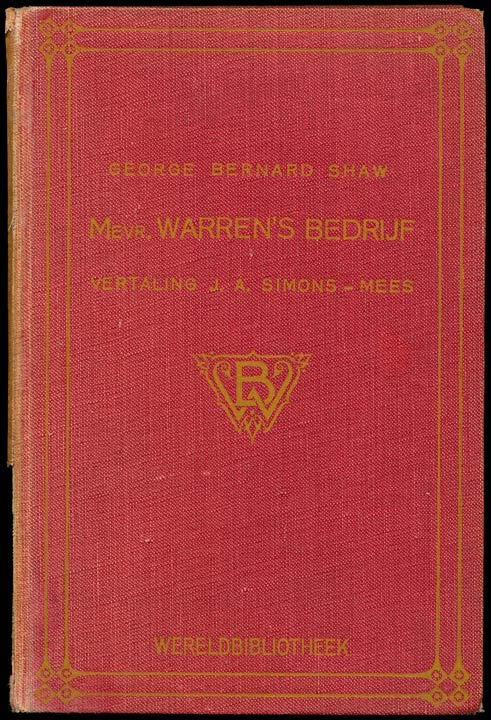 GEORGE BERNARD SHAW
MEVR. WARREN'S BEDRIJF
VERTALING J. A. SIMONS - MEES
WB
WERELDBIBLIOTHEEK